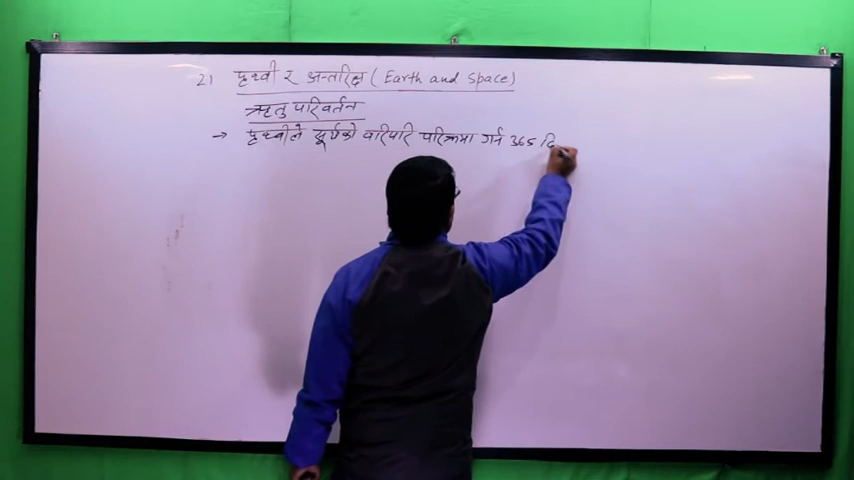 21 पृथ्वी र अन्तरिक्ष (Earth and Space)
ऋतु परिवर्तन
→ पृथ्वीले सूर्यको वरिपरि परिक्रमा गर्न 365 दि